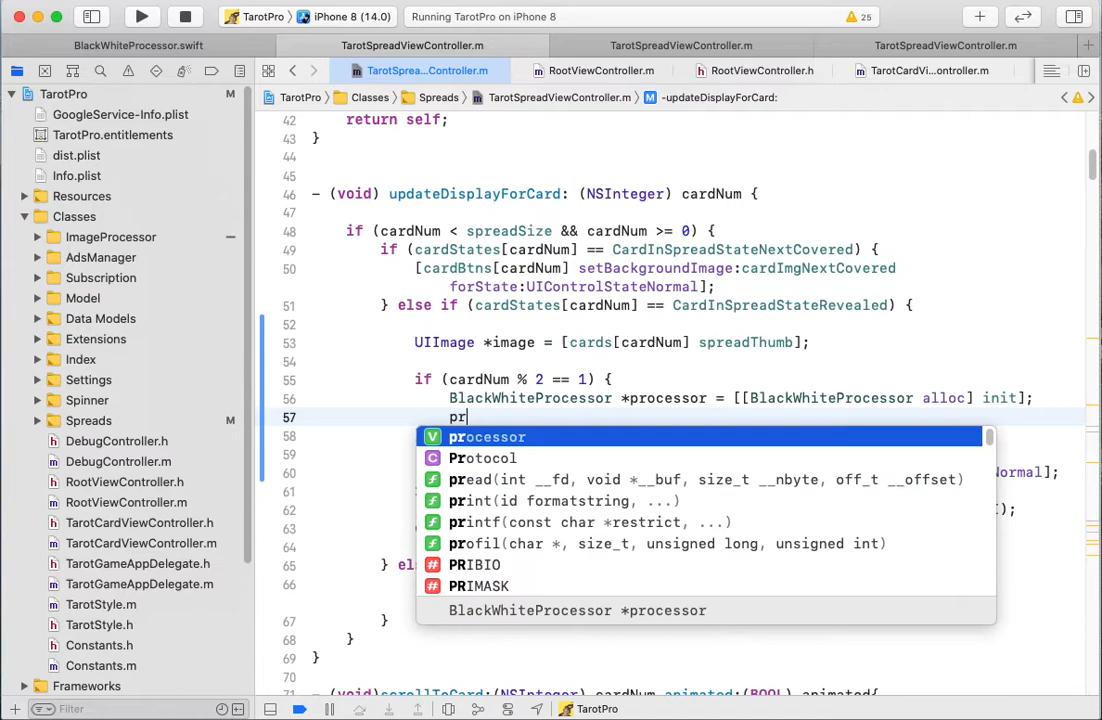 TarotPro
iPhone 8 (14.0)
Running TarotPro on iPhone 8
25
BlackWhiteProcessor.swift
TarotSpreadViewController.m
TarotSpreadViewController.m
TarotSpreadViewController.m
TarotSprea...Controller.m
RootViewController.m
RootViewController.h
TarotCardVi...ontroller.m
TarotPro
Classes
Spreads
TarotSpreadViewController.m
-updateDisplayForCard:
TarotPro M
GoogleService-Info.plist
TarotPro.entitlements
dist.plist
Info.plist
Resources
Classes
ImageProcessor
AdsManager
Subscription
Model
Data Models
Extensions
Index
Settings
Spinner
Spreads M
DebugController.h
DebugController.m
RootViewController.h
RootViewController.m
TarotCardViewController.h
TarotCardViewController.m
TarotGameAppDelegate.h
TarotGameAppDelegate.m
TarotStyle.m
TarotStyle.h
Constants.h
Constants.m
Frameworks
Filter
42 return self;
43 }
44
45
46 - (void) updateDisplayForCard: (NSInteger) cardNum {
47
48 if (cardNum < spreadSize && cardNum >= 0) {
49 if (cardStates[cardNum] == CardInSpreadStateNextCovered) {
50 [cardBtns[cardNum] setBackgroundImage:cardImgNextCovered
forState:UIControlStateNormal];
51 } else if (cardStates[cardNum] == CardInSpreadStateRevealed) {
52
53 UIImage *image = [cards[cardNum] spreadThumb];
54
55 if (cardNum % 2 == 1) {
56 BlackWhiteProcessor *processor = [[BlackWhiteProcessor alloc] init];
57 pr
58
59
60 Normal];
61
62 );
63
64
65 } els
66
67 }
68 }
69 }
70
71 - (void)scrollToCard:(NSInteger) cardNum animated:(BOOL) animated{
V processor
C Protocol
f pread(int __fd, void *__buf, size_t __nbyte, off_t __offset)
f print(id formatstring, ...)
f printf(const char *restrict, ...)
f profil(char *, size_t, unsigned long, unsigned int)
# PRIBIO
# PRIMASK
BlackWhiteProcessor *processor
TarotPro